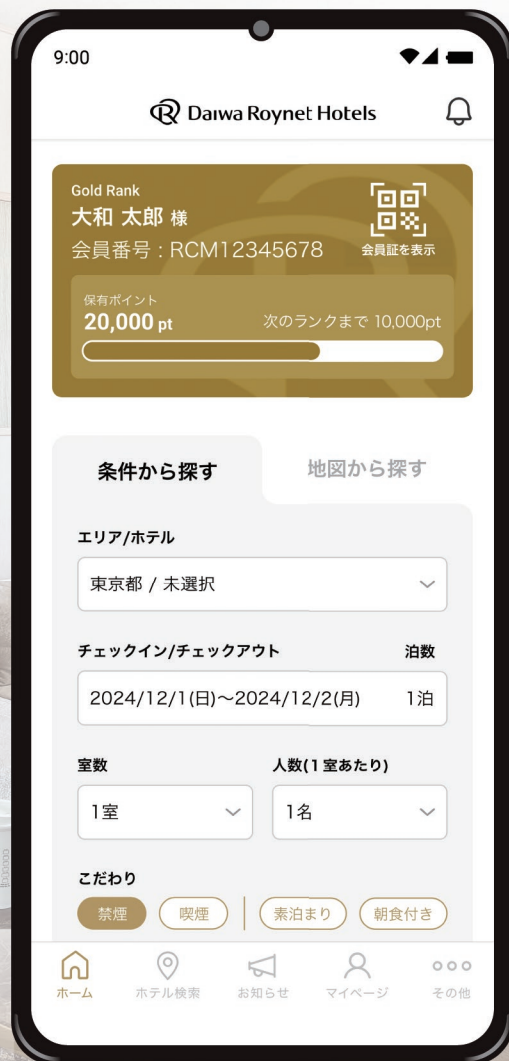 9:00
Daiwa Roynet Hotels
Gold Rank
大和 太郎 様
会員番号 : RCM12345678
会員証を表示
保有ポイント
20,000 pt
次のランクまで 10,000pt
条件から探す
地図から探す
エリア/ホテル
東京都 / 未選択
チェックイン/チェックアウト
泊数
2024/12/1(日)～2024/12/2(月)
1泊
室数
人数(1室あたり)
1室
1名
こだわり
禁煙
喫煙
素泊まり
朝食付き
ホーム
ホテル検索
お知らせ
マイページ
その他